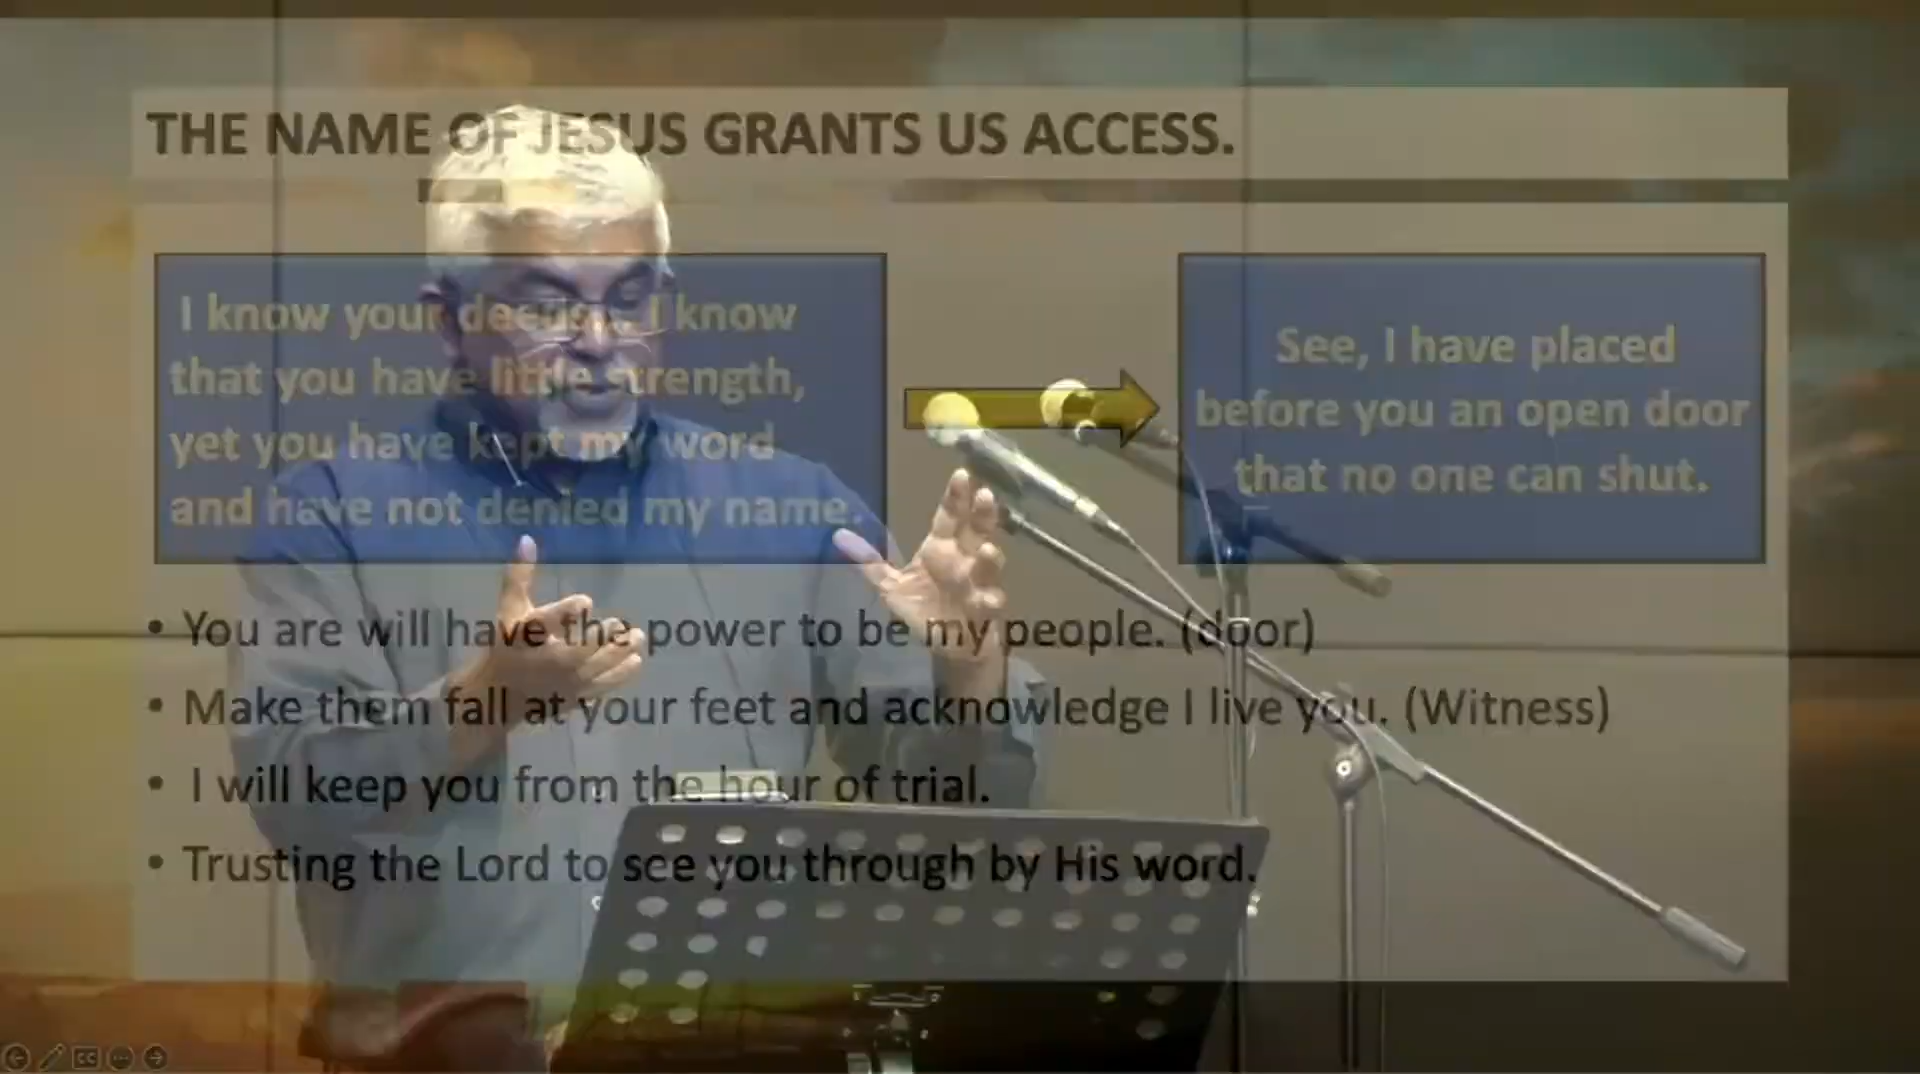 THE NAME OF JESUS GRANTS US ACCESS.
I know your deeds... I know
that you have little strength,
yet you have kept my word
and have not denied my name.
See, I have placed
before you an open door
that no one can shut.
• You are will have the power to be my people. (door)
• Make them fall at your feet and acknowledge I live you. (Witness)
• I will keep you from the hour of trial.
• Trusting the Lord to see you through by His word.
CC